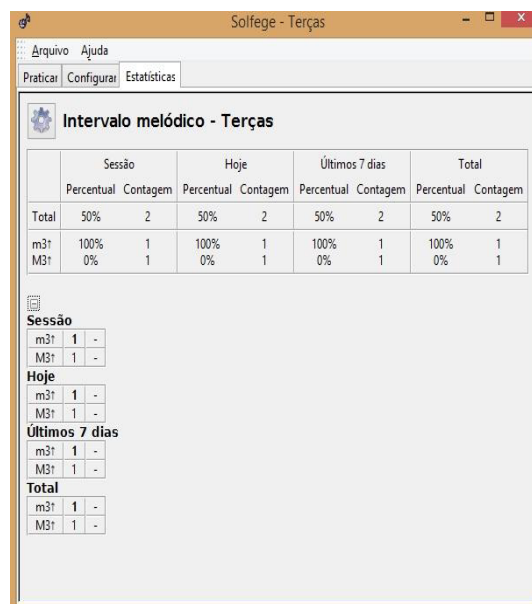 Solfege - Terças
Arquivo Ajuda
Praticar Configurar Estatísticas
Intervalo melódico - Terças
Sessão Hoje Últimos 7 dias Total
Percentual Contagem Percentual Contagem Percentual Contagem Percentual Contagem
Total 50% 2 50% 2 50% 2 50% 2
m3↑ 100% 1 100% 1 100% 1 100% 1
M3↑ 0% 1 0% 1 0% 1 0% 1
Sessão
m3↑ 1 -
M3↑ 1 -
Hoje
m3↑ 1 -
M3↑ 1 -
Últimos 7 dias
m3↑ 1 -
M3↑ 1 -
Total
m3↑ 1 -
M3↑ 1 -